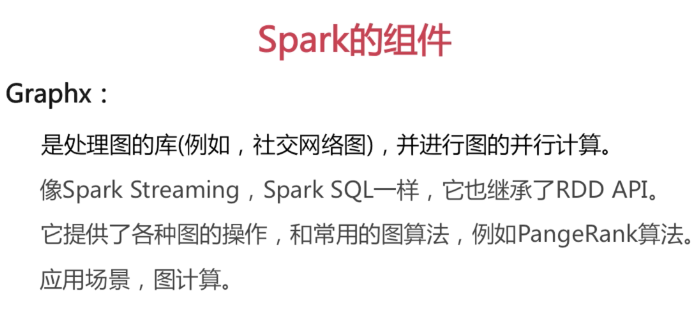 Spark的组件
Graphx：
是处理图的库(例如，社交网络图)，并进行图的并行计算。
像Spark Streaming，Spark SQL一样，它也继承了RDD API。
它提供了各种图的操作，和常用的图算法，例如PangeRank算法。
应用场景，图计算。